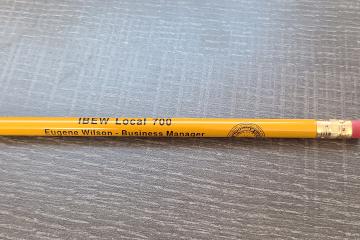 IBEW Local 700
Eugene Wilson - Business Manager